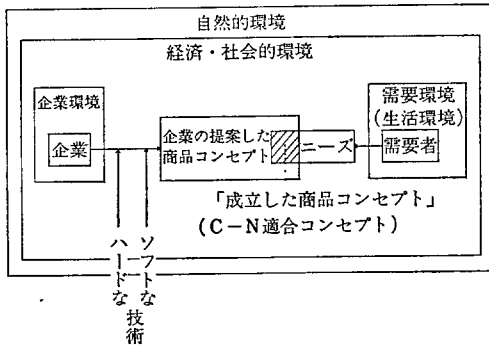 自然的環境
経済・社会的環境
企業環境
企業
企業の提案した
商品コンセプト
ニーズ
需要環境
(生活環境)
需要者
「成立した商品コンセプト」
(C－N適合コンセプト)
ハードな
ソフトな
技術